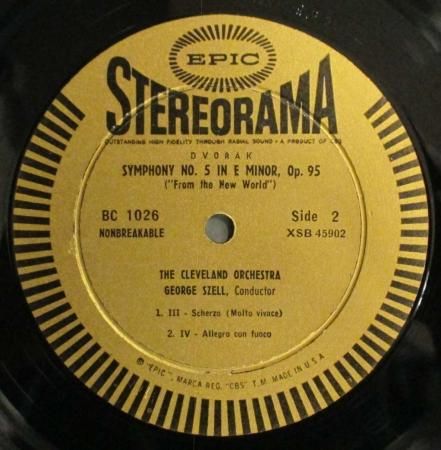 EPIC
STEREORAMA
OUTSTANDING HIGH FIDELITY THROUGH RADIAL SOUND • A PRODUCT OF CBS
DVOŘÁK
SYMPHONY NO. 5 IN E MINOR, Op. 95
("From the New World")
BC 1026
Side 2
NONBREAKABLE
XSB 45902
THE CLEVELAND ORCHESTRA
GEORGE SZELL, Conductor
1. III - Scherzo (Molto vivace)
2. IV - Allegro con fuoco
® "EPIC", MARCA REG. "CBS" T.M. MADE IN U.S.A